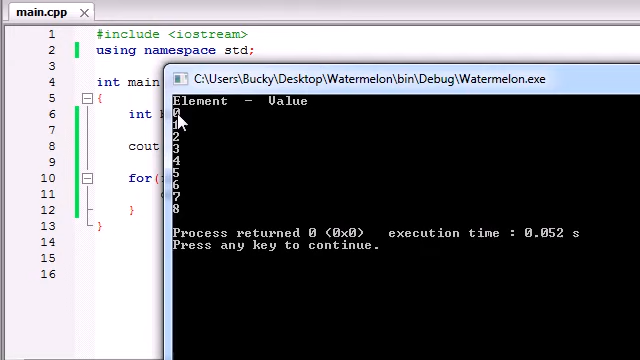 main.cpp
1 #include <iostream>
2 using namespace std;
3
4 int main
5 {
6 int
7
8 cout
9
10 for(
11
12 }
13 }
14
15
16
C:\Users\Bucky\Desktop\Watermelon\bin\Debug\Watermelon.exe
Element - Value
0
1
2
3
4
5
6
7
8
Process returned 0 (0x0) execution time : 0.052 s
Press any key to continue.